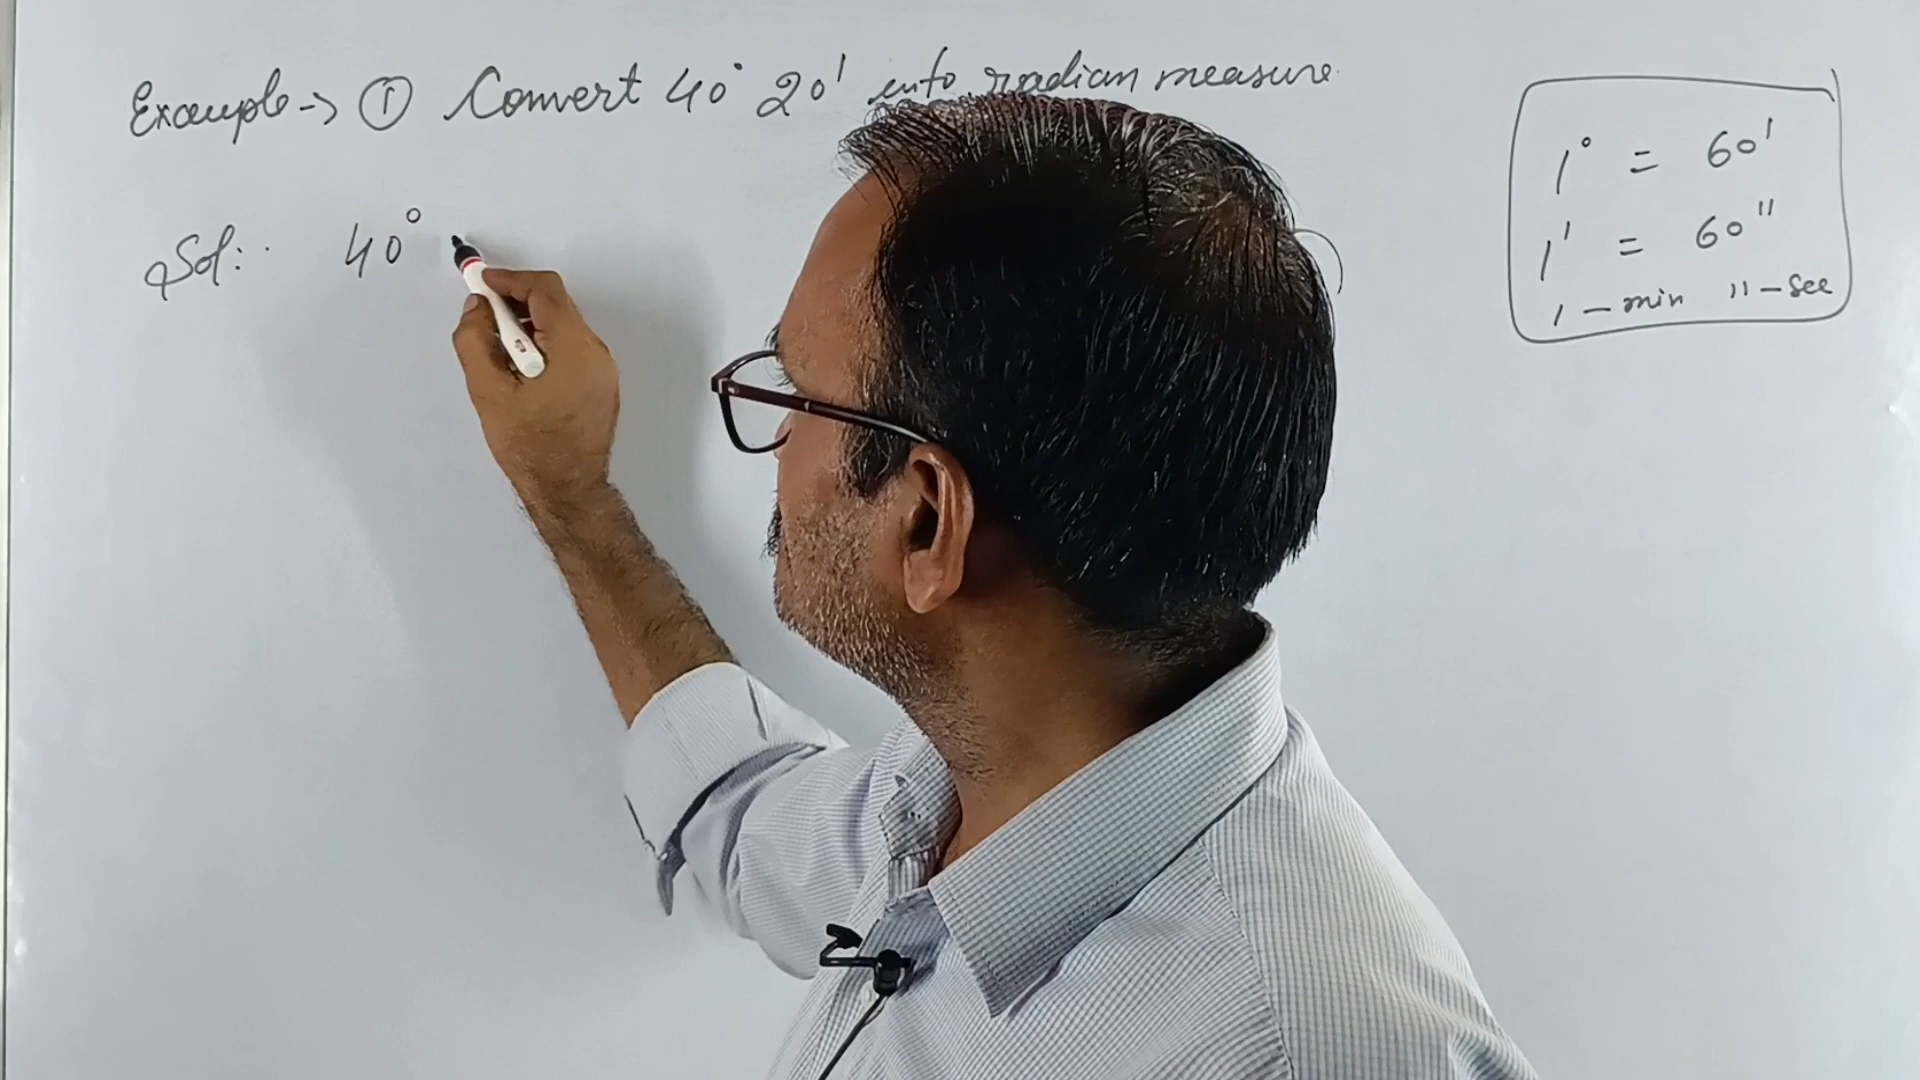 Example → ① Convert 40° 20' into radian measure.
Sol:. 40°
1° = 60'
1' = 60"
' – min " – sec